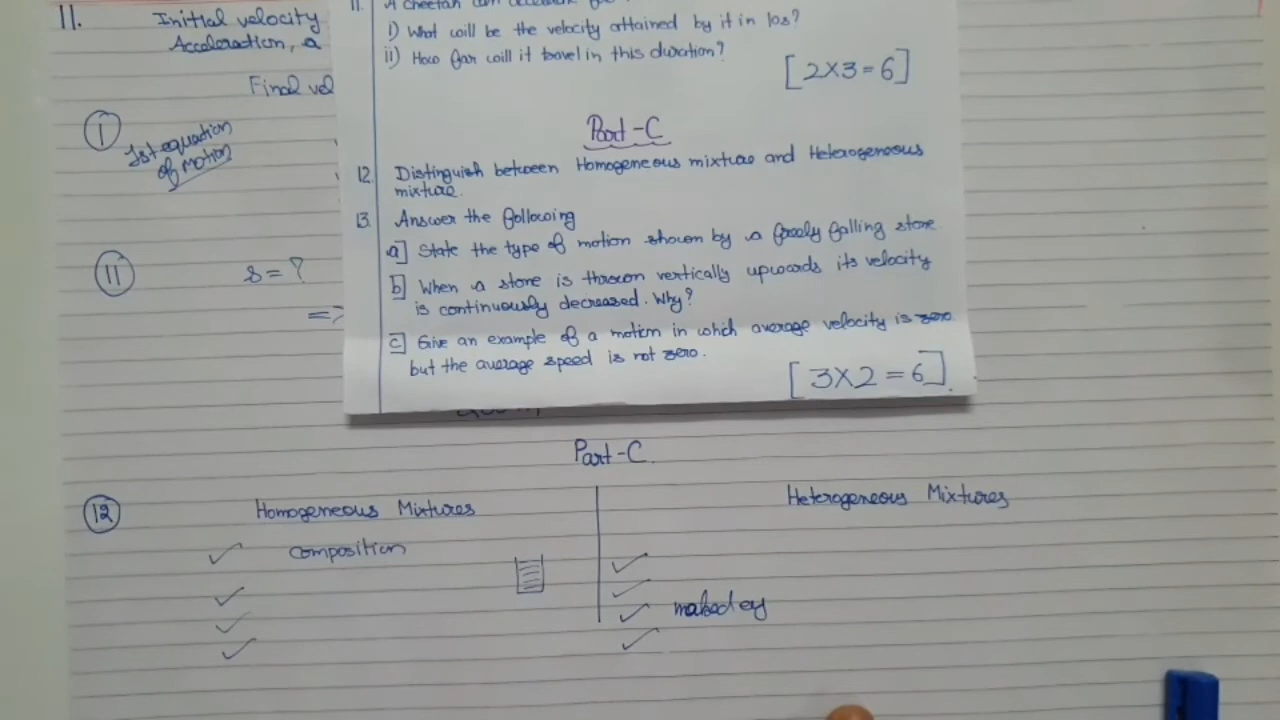 11. Initial velocity
Acceleration, a
Final vel
I
1st equation
of Motion
II
s = ?
=>
11. A cheetah can accelerate
i) What will be the velocity attained by it in 10s?
ii) How far will it travel in this duration?
[2×3=6]
Part-C
12. Distinguish between Homogeneous mixture and Heterogeneous
mixture.
13. Answer the following
a] State the type of motion shown by a freely falling stone
b] When a stone is thrown vertically upwards its velocity
is continuously decreased. Why?
c] Give an example of a motion in which average velocity is zero
but the average speed is not zero.
[3×2=6].
Part-C
12
Homogeneous Mixtures
Heterogeneous Mixtures
✓ composition
✓
✓
✓
✓
✓
✓
✓